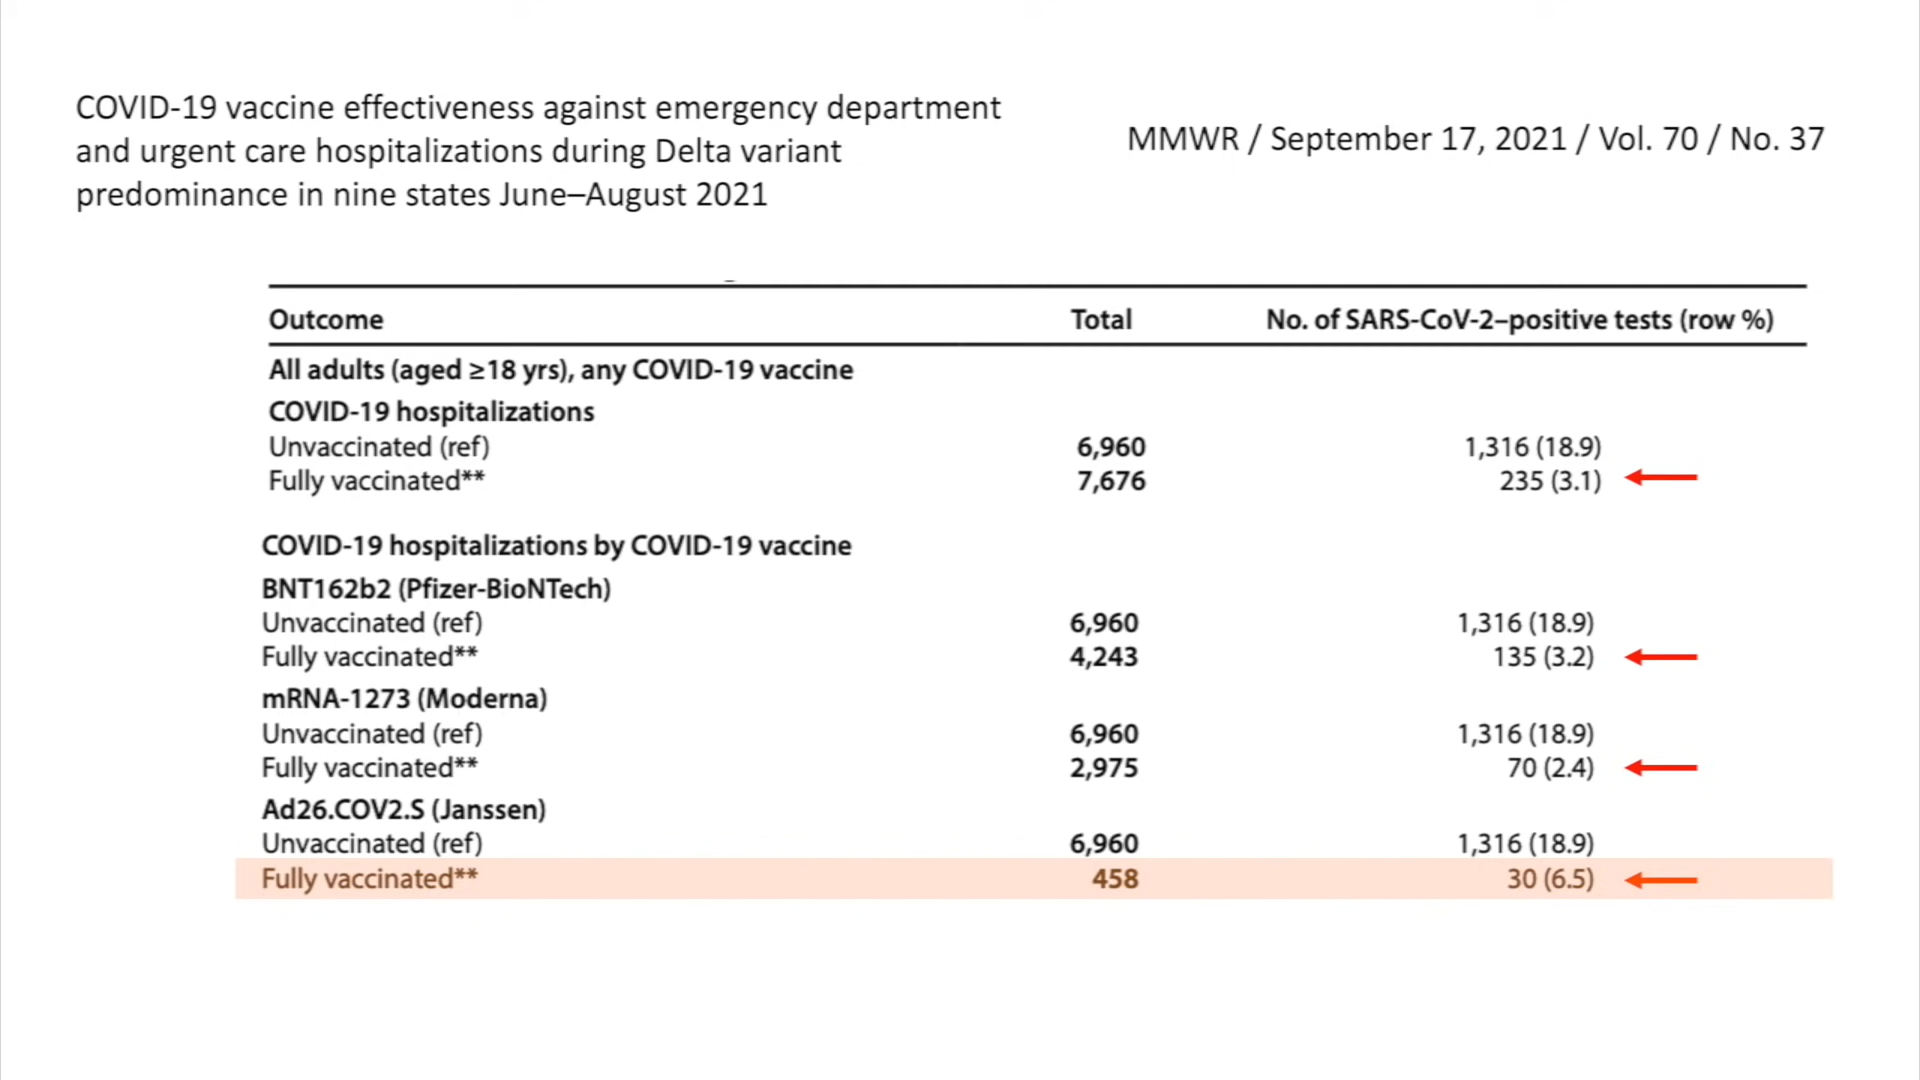 COVID-19 vaccine effectiveness against emergency department
and urgent care hospitalizations during Delta variant
predominance in nine states June–August 2021
MMWR / September 17, 2021 / Vol. 70 / No. 37
Outcome Total No. of SARS-CoV-2–positive tests (row %)
All adults (aged ≥18 yrs), any COVID-19 vaccine
COVID-19 hospitalizations
Unvaccinated (ref) 6,960 1,316 (18.9)
Fully vaccinated** 7,676 235 (3.1)
COVID-19 hospitalizations by COVID-19 vaccine
BNT162b2 (Pfizer-BioNTech)
Unvaccinated (ref) 6,960 1,316 (18.9)
Fully vaccinated** 4,243 135 (3.2)
mRNA-1273 (Moderna)
Unvaccinated (ref) 6,960 1,316 (18.9)
Fully vaccinated** 2,975 70 (2.4)
Ad26.COV2.S (Janssen)
Unvaccinated (ref) 6,960 1,316 (18.9)
Fully vaccinated** 458 30 (6.5)